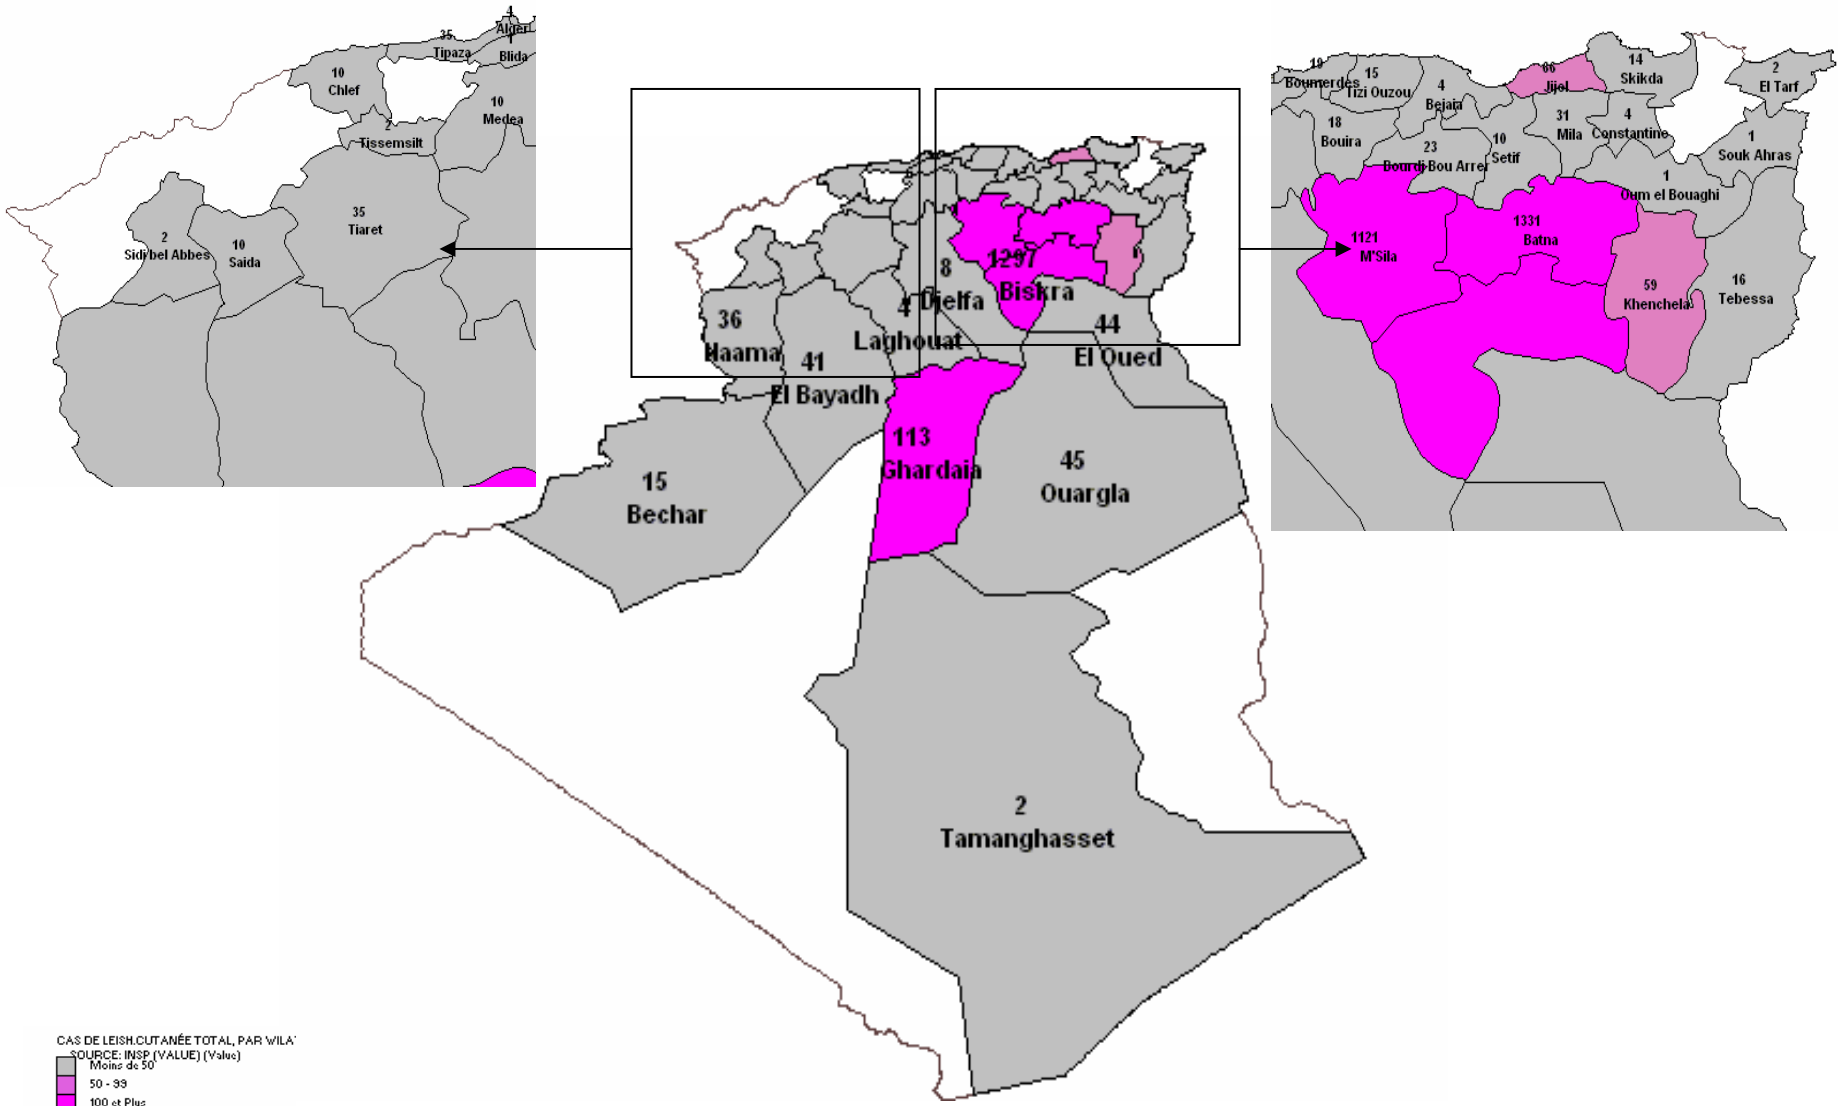 4
Alger
35
Tipaza
1
Blida
10
Chlef
10
Medea
2
Tissemsilt
35
Tiaret
2
Sidi bel Abbes
10
Saida
8
Djelfa
1297
Biskra
36
Naama
4
Laghouat
44
El Oued
41
El Bayadh
113
Ghardaia
45
Ouargla
15
Bechar
2
Tamanghasset
19
Boumerdes
15
Tizi Ouzou
4
Bejaia
66
Jijel
14
Skikda
2
El Tarf
18
Bouira
23
Bourdj Bou Arrer
10
Setif
31
Mila
4
Constantine
1
Souk Ahras
1
Oum el Bouaghi
1121
M'Sila
1331
Batna
59
Khenchela
16
Tebessa
CAS DE LEISH.CUTANÉE TOTAL, PAR WILA'
SOURCE: INSP (VALUE) (Value)
Moins de 50
50 - 99
100 et Plus